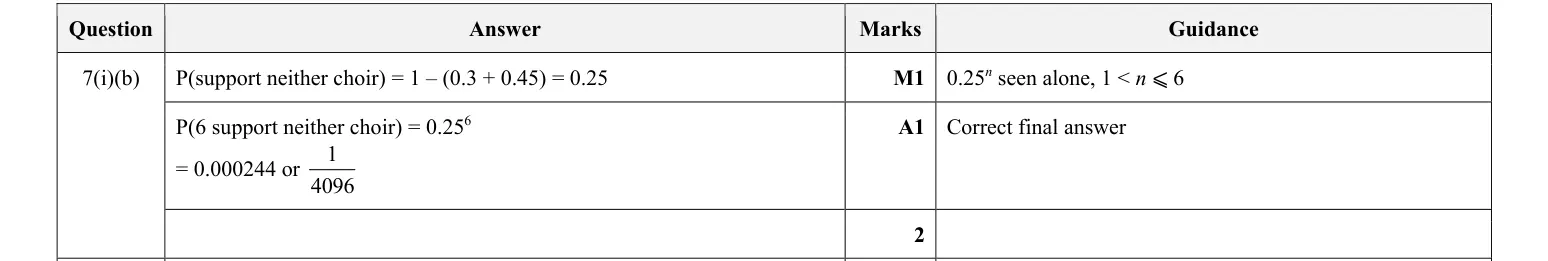 Question Answer Marks Guidance
7(i)(b) P(support neither choir) = 1 – (0.3 + 0.45) = 0.25 M1 0.25ⁿ seen alone, 1 < n ⩽ 6
P(6 support neither choir) = 0.25⁶ A1 Correct final answer
= 0.000244 or 1/4096
2